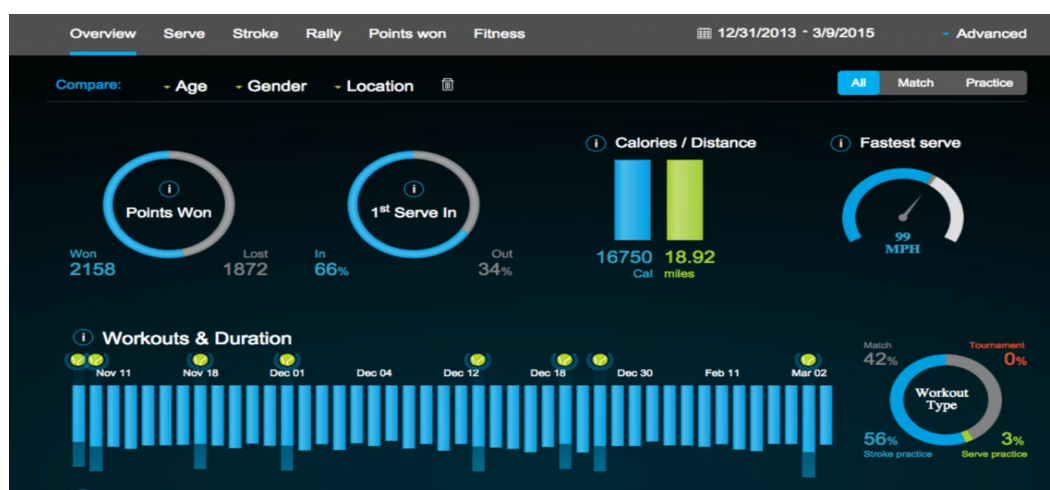 Overview Serve Stroke Rally Points won Fitness 12/31/2013 - 3/9/2015 Advanced
Compare: Age Gender Location All Match Practice
i Calories / Distance i Fastest serve
i
Points Won
Won
2158
Lost
1872
i
1st Serve In
In
66%
Out
34%
16750 18.92
Cal miles
99
MPH
i Workouts & Duration
Nov 11 Nov 18 Dec 01 Dec 04 Dec 12 Dec 18 Dec 30 Feb 11 Mar 02
Match
42%
Tournament
0%
Workout
Type
56%
Stroke practice
3%
Serve practice